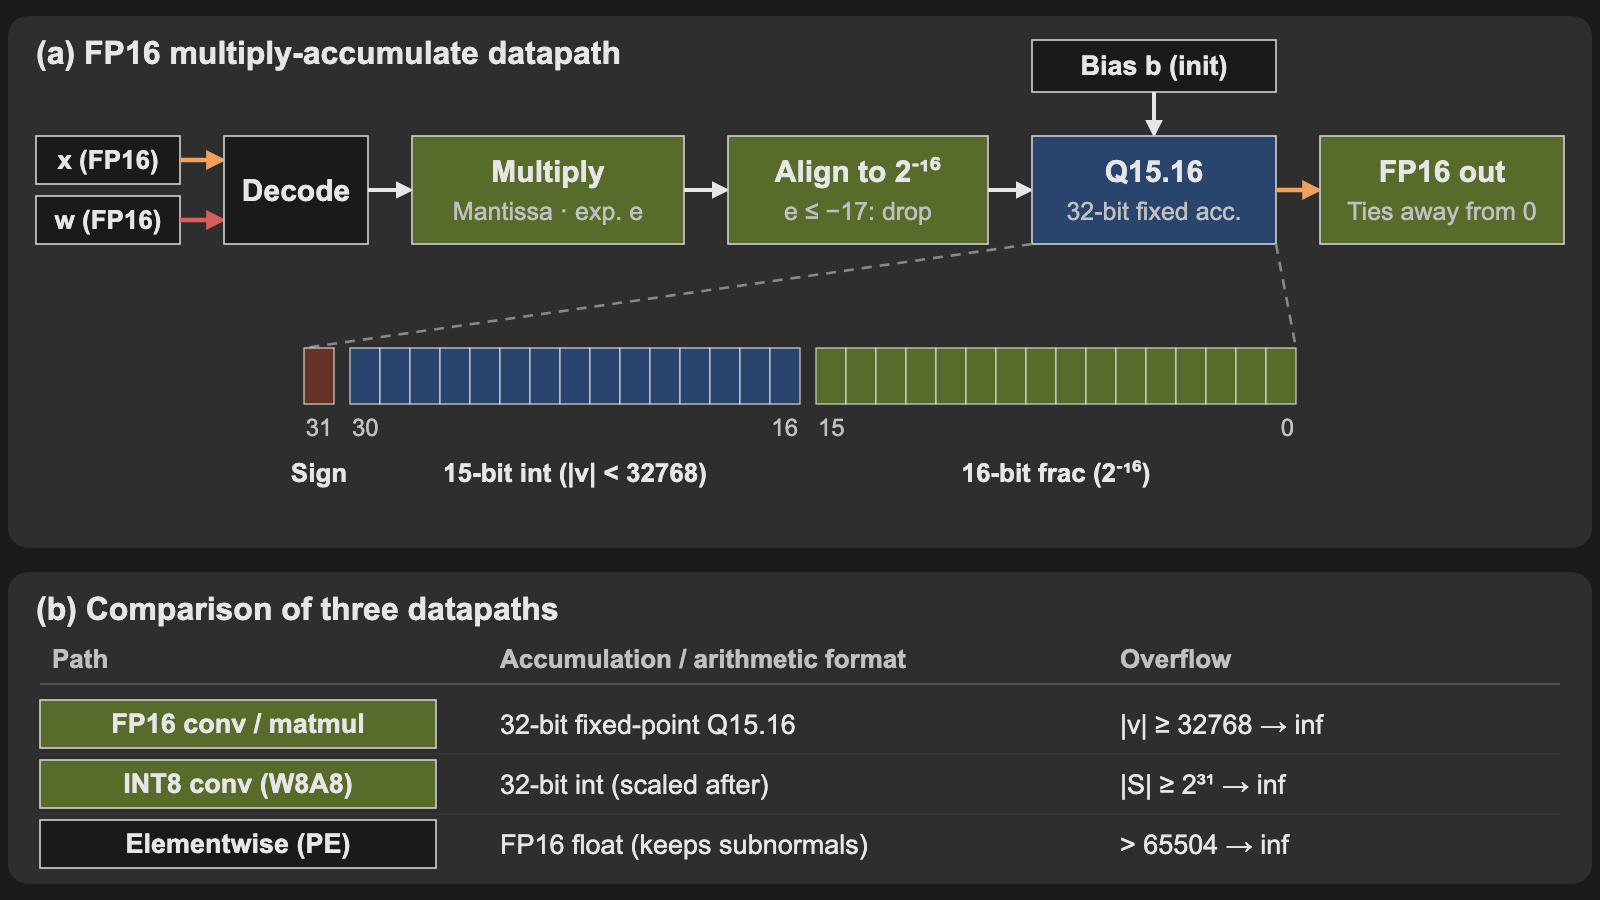 (a) FP16 multiply-accumulate datapath
Bias b (init)
x (FP16)
w (FP16)
Decode
Multiply
Mantissa · exp. e
Align to 2⁻¹⁶
e ≤ −17: drop
Q15.16
32-bit fixed acc.
FP16 out
Ties away from 0
31 30 16 15 0
Sign 15-bit int (|v| < 32768) 16-bit frac (2⁻¹⁶)
(b) Comparison of three datapaths
Path Accumulation / arithmetic format Overflow
FP16 conv / matmul 32-bit fixed-point Q15.16 |v| ≥ 32768 → inf
INT8 conv (W8A8) 32-bit int (scaled after) |S| ≥ 2³¹ → inf
Elementwise (PE) FP16 float (keeps subnormals) > 65504 → inf